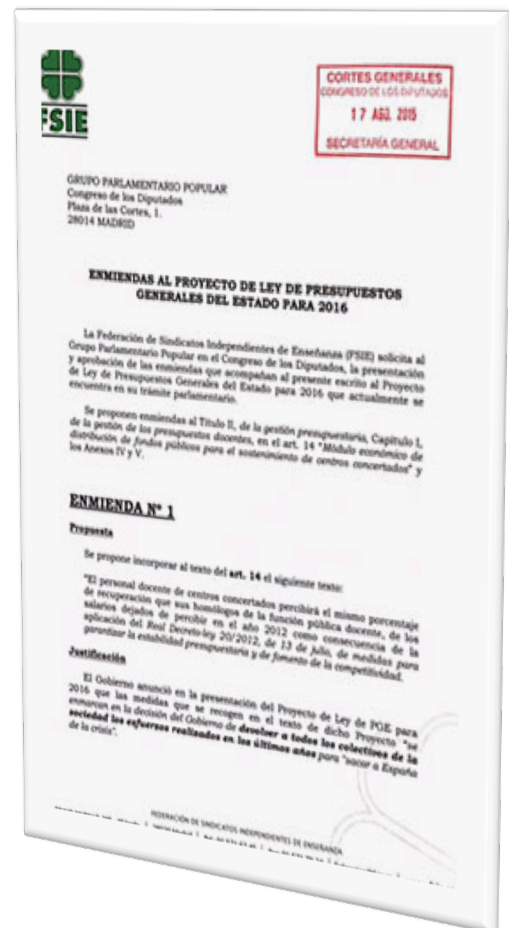 FSIE
CORTES GENERALES
CONGRESO DE LOS DIPUTADOS
17 AGO. 2015
SECRETARÍA GENERAL
GRUPO PARLAMENTARIO POPULAR
Congreso de los Diputados
Plaza de las Cortes, 1.
28014 MADRID
ENMIENDAS AL PROYECTO DE LEY DE PRESUPUESTOS
GENERALES DEL ESTADO PARA 2016
La Federación de Sindicatos Independientes de Enseñanza (FSIE) solicita al
Grupo Parlamentario Popular en el Congreso de los Diputados, la presentación
y aprobación de las enmiendas que acompañan al presente escrito al Proyecto
de Ley de Presupuestos Generales del Estado para 2016 que actualmente se
encuentra en su trámite parlamentario.
Se proponen enmiendas al Título II, de la gestión presupuestaria, Capítulo I,
de la gestión de los presupuestos docentes, en el art. 14 "Módulo económico de
distribución de fondos públicos para el sostenimiento de centros concertados" y
los Anexos IV y V.
ENMIENDA Nº 1
Propuesta
Se propone incorporar al texto del art. 14 el siguiente texto:
"El personal docente de centros concertados percibirá el mismo porcentaje
de recuperación que sus homólogos de la función pública docente, de los
salarios dejados de percibir en el año 2012 como consecuencia de la
aplicación del Real Decreto-ley 20/2012, de 13 de julio, de medidas para
garantizar la estabilidad presupuestaria y de fomento de la competitividad.
Justificación
El Gobierno anunció en la presentación del Proyecto de Ley de PGE para
2016 que las medidas que se recogen en el texto de dicho Proyecto "se
enmarcan en la decisión del Gobierno de devolver a todos los colectivos de la
sociedad los esfuerzos realizados en los últimos años para "sacar a España
de la crisis".
FEDERACIÓN DE SINDICATOS INDEPENDIENTES DE ENSEÑANZA